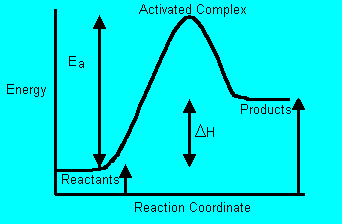 Activated Complex
Ea
Energy
Products
ΔH
Reactants
Reaction Coordinate